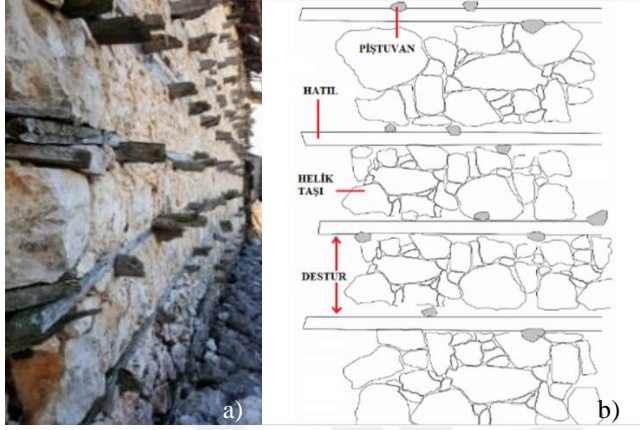 PİŞTUVAN
HATIL
HELİK
TAŞI
DESTUR
a)
b)